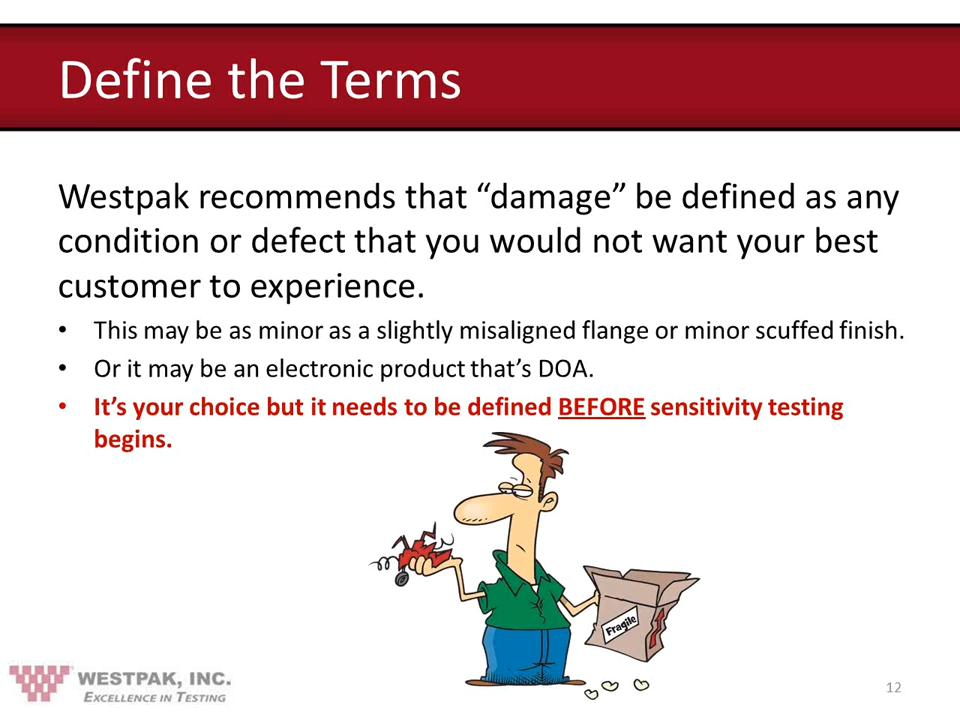 Define the Terms
Westpak recommends that “damage” be defined as any
condition or defect that you would not want your best
customer to experience.
• This may be as minor as a slightly misaligned flange or minor scuffed finish.
• Or it may be an electronic product that’s DOA.
• It’s your choice but it needs to be defined BEFORE sensitivity testing
begins.
Fragile
WESTPAK, INC.
EXCELLENCE IN TESTING
12